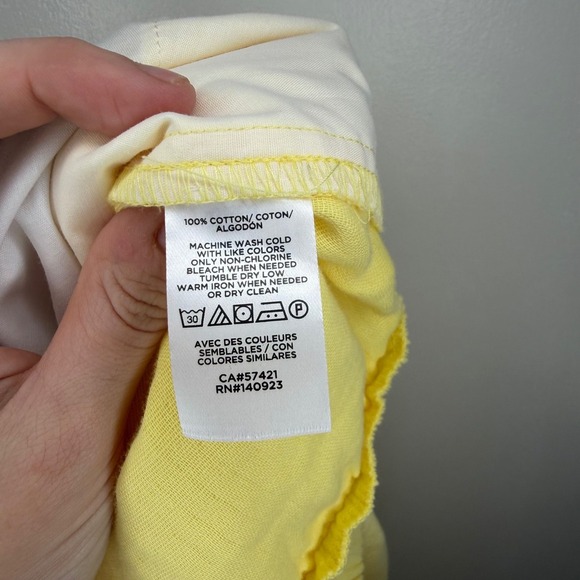 100% COTTON/ COTON/
ALGODÓN
MACHINE WASH COLD
WITH LIKE COLORS
ONLY NON-CHLORINE
BLEACH WHEN NEEDED
TUMBLE DRY LOW
WARM IRON WHEN NEEDED
OR DRY CLEAN
30 P
AVEC DES COULEURS
SEMBLABLES / CON
COLORES SIMILARES
CA#57421
RN#140923